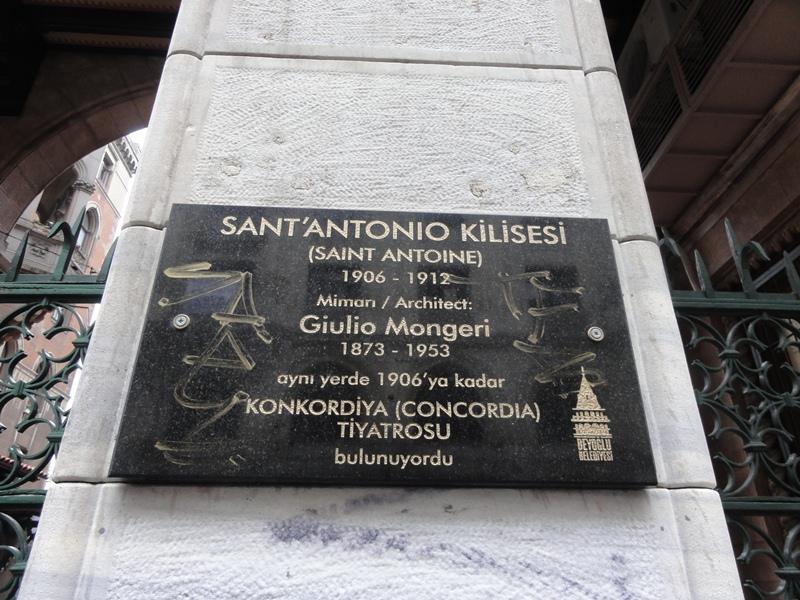 SANT'ANTONIO KİLİSESİ
(SAINT ANTOINE)
1906 - 1912
Mimarı / Architect:
Giulio Mongeri
1873 - 1953
aynı yerde 1906'ya kadar
KONKORDİYA (CONCORDIA)
TİYATROSU
bulunuyordu
BEYOĞLU
BELEDİYESİ